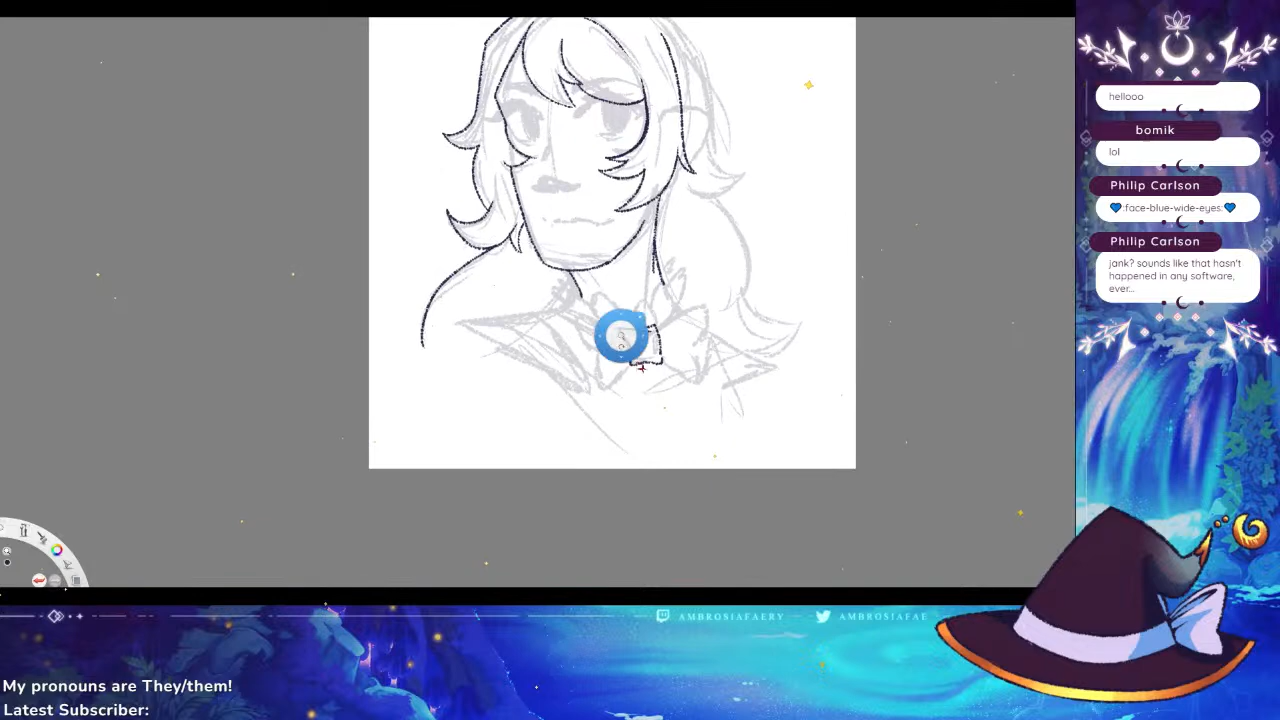 hellooo
bomik
lol
Philip Carlson
💙:face-blue-wide-eyes:💙
Philip Carlson
jank? sounds like that hasn't
happened in any software,
ever...
AMBROSIAFAERY
AMBROSIAFAE
My pronouns are They/them!
Latest Subscriber: